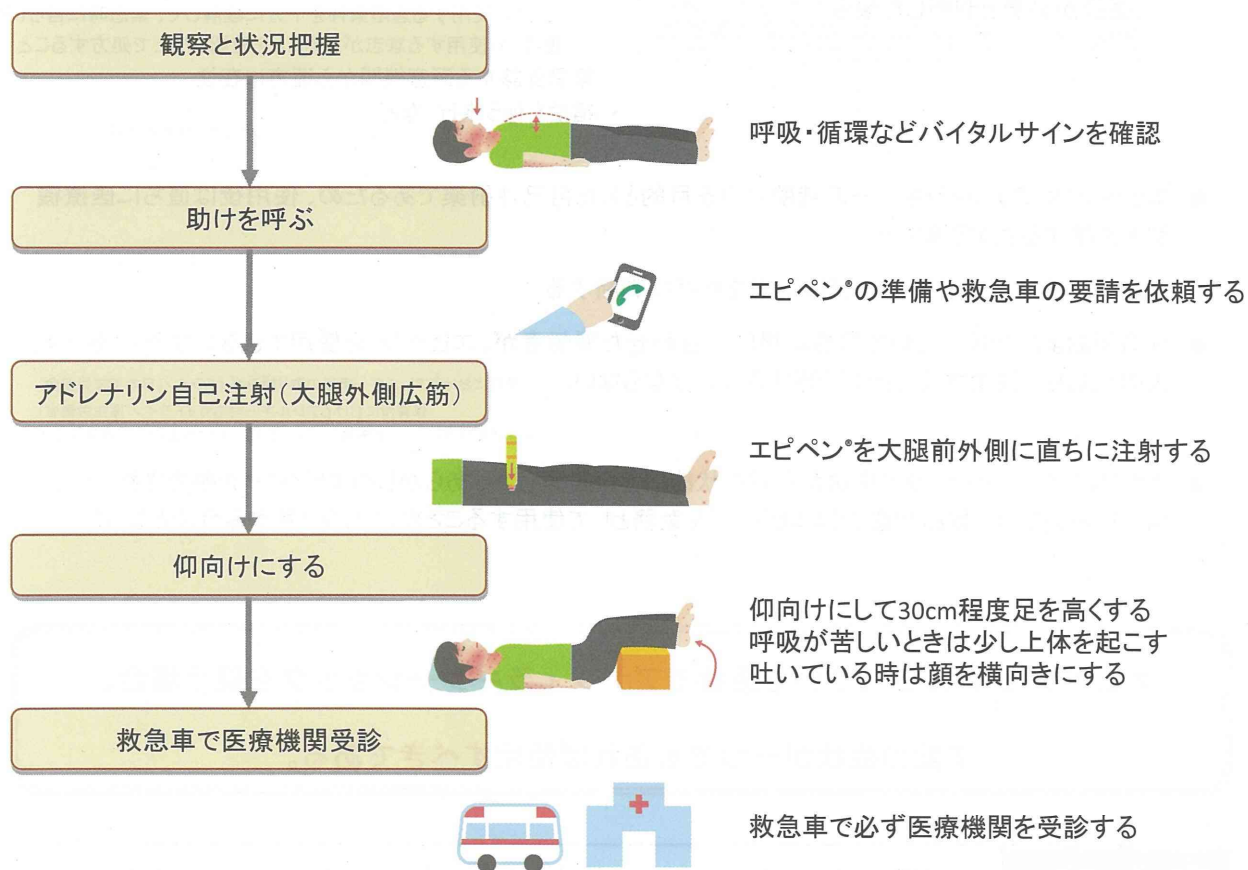 観察と状況把握
呼吸・循環などバイタルサインを確認
助けを呼ぶ
エピペン®の準備や救急車の要請を依頼する
アドレナリン自己注射(大腿外側広筋)
エピペン®を大腿前外側に直ちに注射する
仰向けにする
仰向けにして30cm程度足を高くする
呼吸が苦しいときは少し上体を起こす
吐いている時は顔を横向きにする
救急車で医療機関受診
救急車で必ず医療機関を受診する